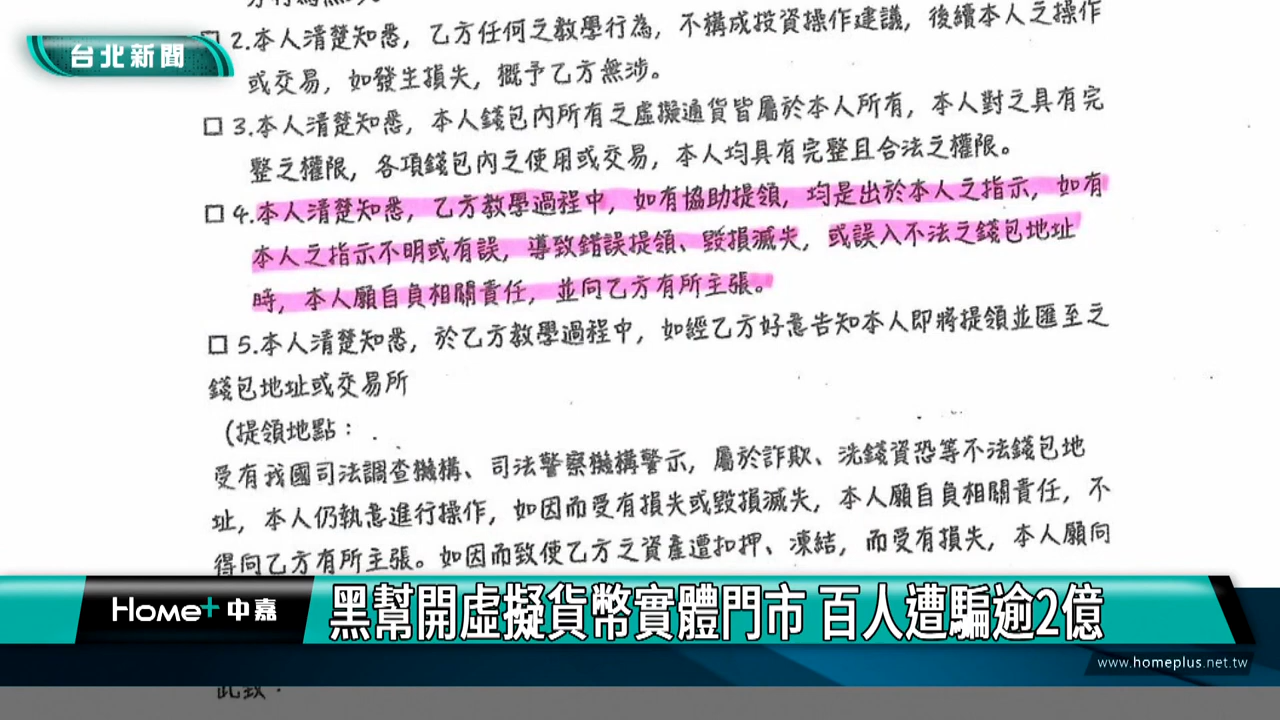 台北新聞
2.本人清楚知悉，乙方任何之教學行為，不構成投資操作建議，後續本人之操作
或交易，如發生損失，概予乙方無涉。
3.本人清楚知悉，本人錢包內所有之虛擬通貨皆屬於本人所有，本人對之具有完
整之權限，各項錢包內之使用或交易，本人均具有完整且合法之權限。
4.本人清楚知悉，乙方教學過程中，如有協助提領，均是出於本人之指示，如有
本人之指示不明或有誤，導致錯誤提領、毀損滅失，或誤入不法之錢包地址
時，本人願自負相關責任，並向乙方有所主張。
5.本人清楚知悉，於乙方教學過程中，如經乙方好意告知本人即將提領並匯至之
錢包地址或交易所
（提領地點：
受有我國司法調查機構、司法警察機構警示，屬於詐欺、洗錢資恐等不法錢包地
址，本人仍執意進行操作，如因而受有損失或毀損滅失，本人願自負相關責任，不
得向乙方有所主張。如因而致使乙方之資產遭扣押、凍結，而受有損失，本人願向
Home+中嘉
黑幫開虛擬貨幣實體門市 百人遭騙逾2億
www.homeplus.net.tw